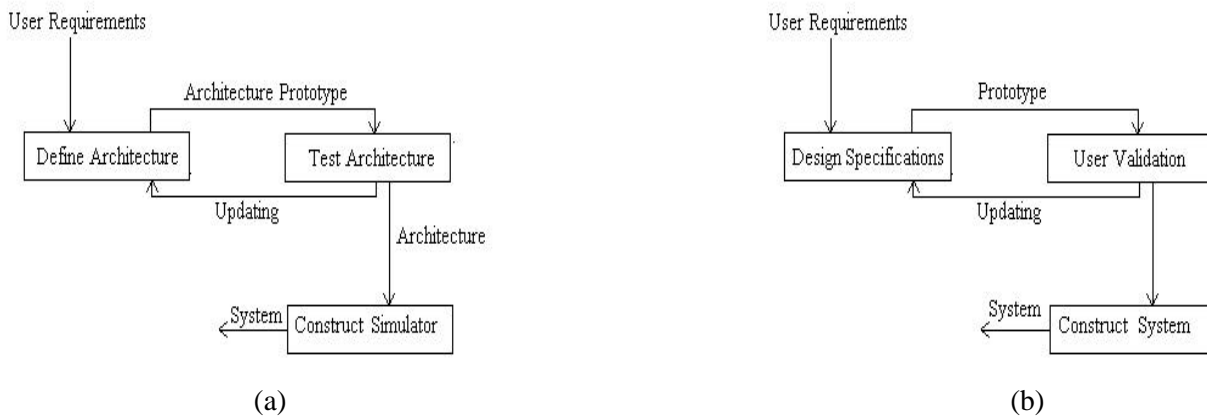 User Requirements
Architecture Prototype
Define Architecture
Test Architecture
Updating
Architecture
System
Construct Simulator
(a)
User Requirements
Prototype
Design Specifications
User Validation
Updating
System
Construct System
(b)